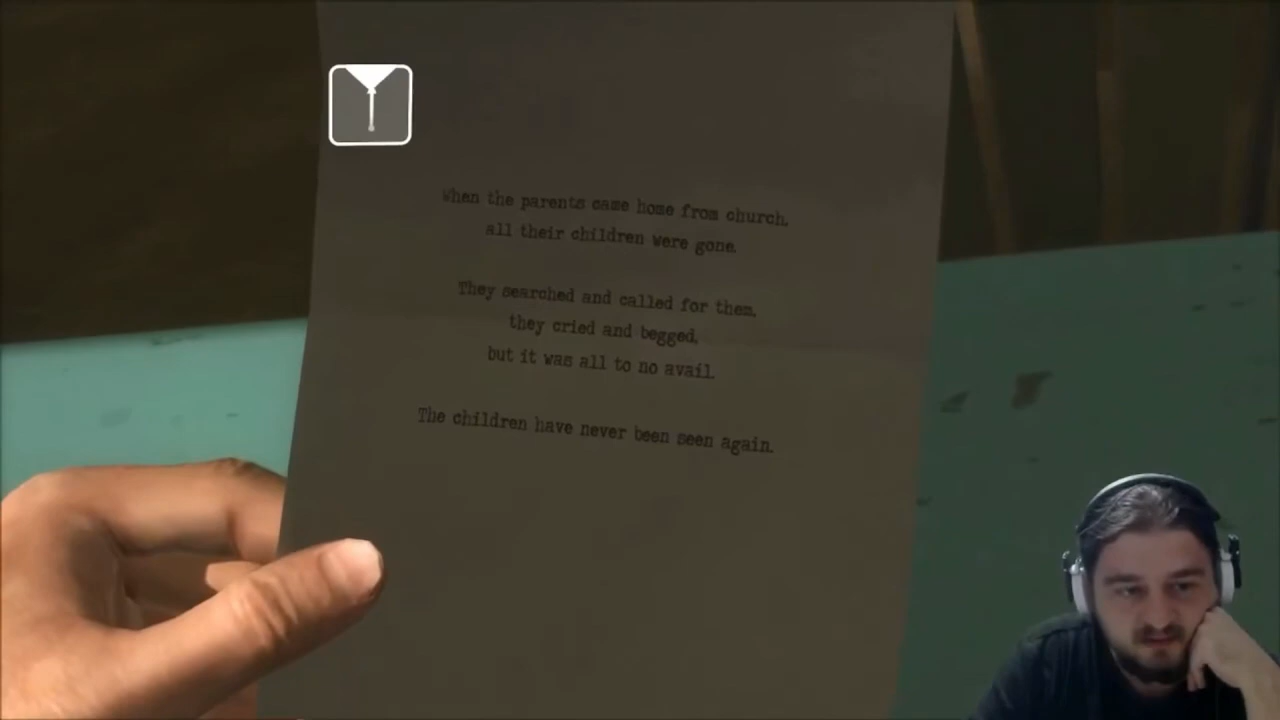 When the parents came home from church,
all their children were gone.
They searched and called for them,
they cried and begged,
but it was all to no avail.
The children have never been seen again.